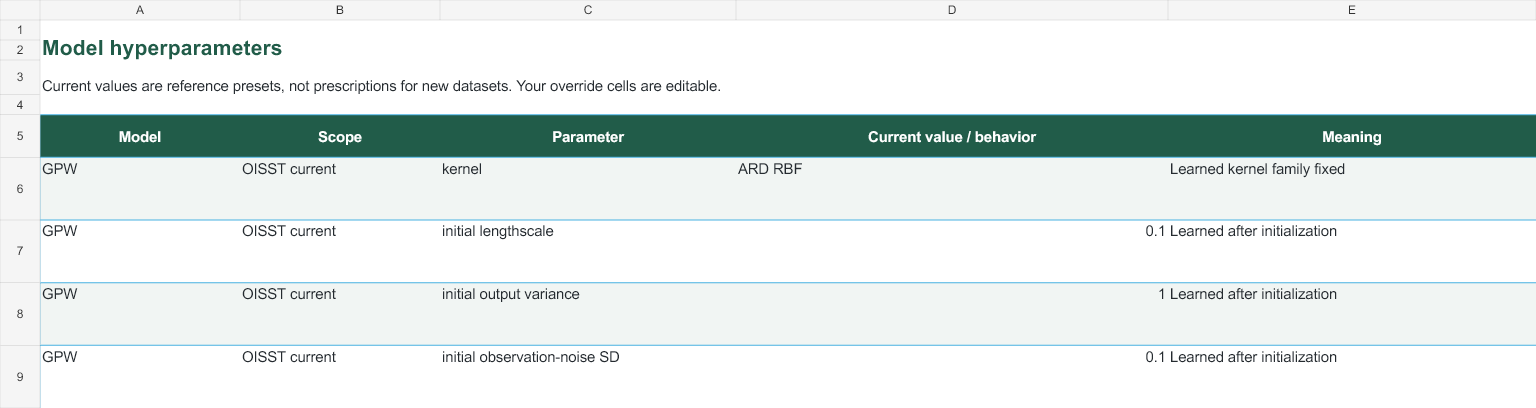 A B C D E
1
2 Model hyperparameters
3 Current values are reference presets, not prescriptions for new datasets. Your override cells are editable.
4
5 Model Scope Parameter Current value / behavior Meaning
6 GPW OISST current kernel ARD RBF Learned kernel family fixed
7 GPW OISST current initial lengthscale 0.1 Learned after initialization
8 GPW OISST current initial output variance 1 Learned after initialization
9 GPW OISST current initial observation-noise SD 0.1 Learned after initialization